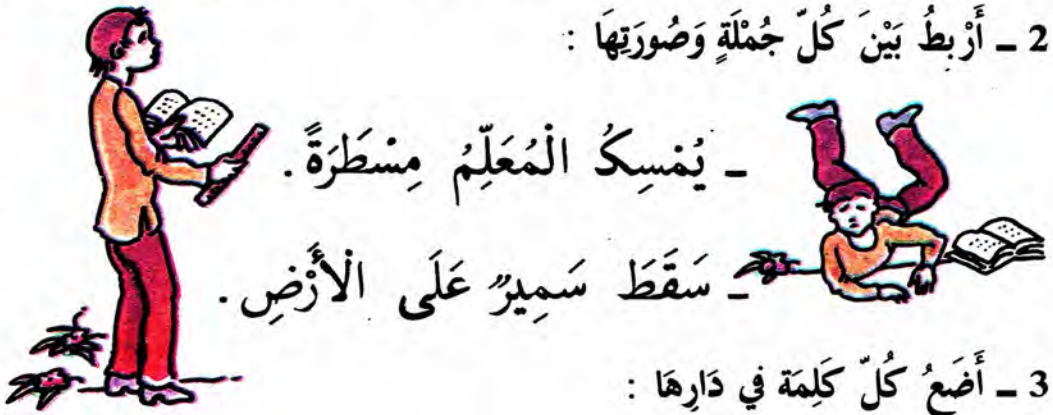 2 ـ أَرْبِطُ بَيْنَ كُلّ جُمْلَةٍ وَصُورَتِهَا :
ـ يُمْسِكُ الْمُعَلِّمُ مِسْطَرَةً .
ـ سَقَطَ سَمِيرٌ عَلَى الْأَرْضِ .
3 ـ أَضَعُ كُلّ كَلِمَة في دَارِهَا :